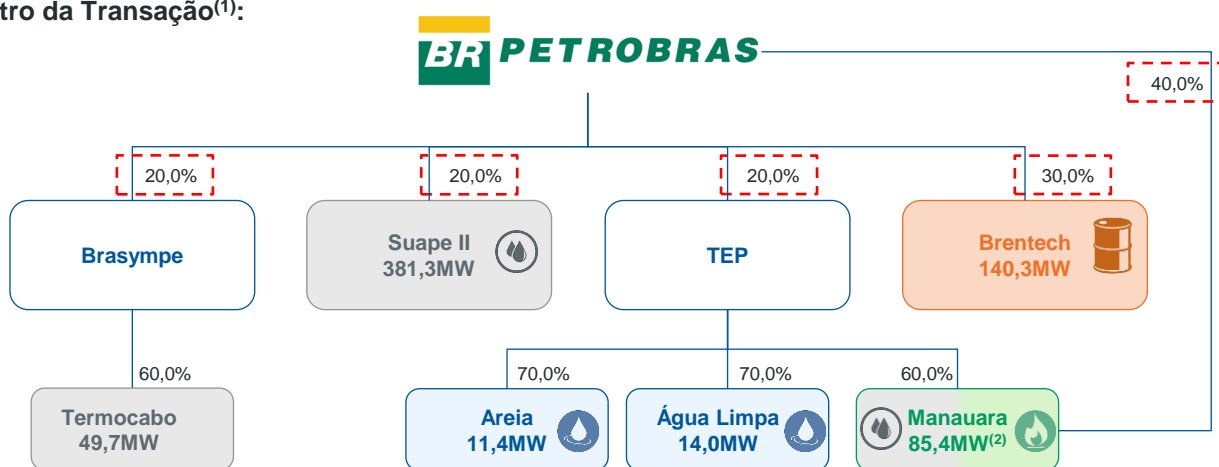 tro da Transação(1):
BR PETROBRAS
40,0%
20,0%
20,0%
20,0%
30,0%
Brasympe
Suape II
381,3MW
TEP
Brentech
140,3MW
60,0%
70,0%
70,0%
60,0%
Termocabo
49,7MW
Areia
11,4MW
Água Limpa
14,0MW
Manauara
85,4MW(2)